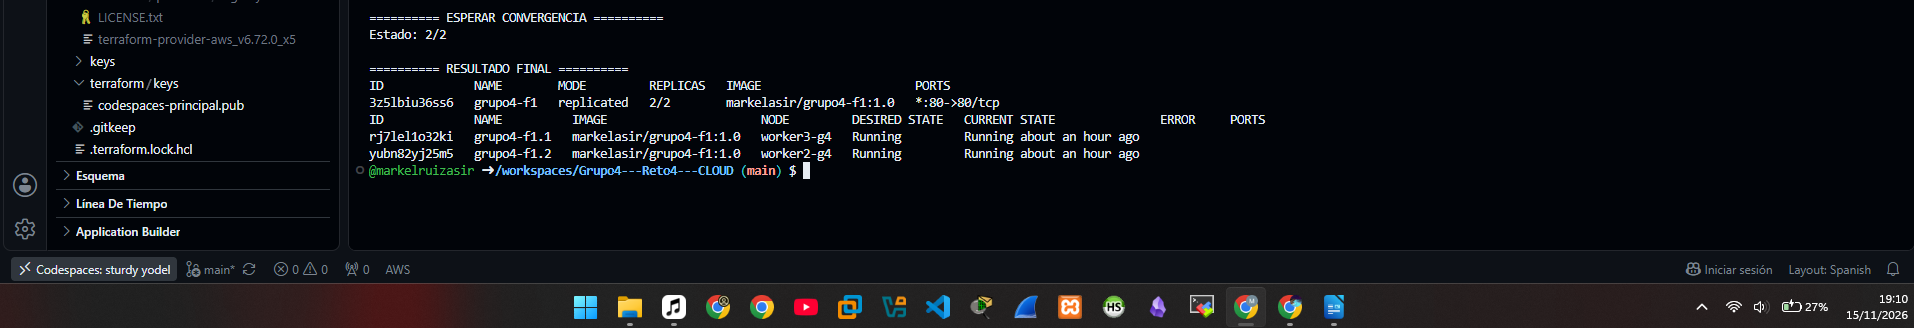 LICENSE.txt
terraform-provider-aws_v6.72.0_x5
keys
terraform / keys
codespaces-principal.pub
.gitkeep
.terraform.lock.hcl
Esquema
Línea De Tiempo
Application Builder
========== ESPERAR CONVERGENCIA ==========
Estado: 2/2
========== RESULTADO FINAL ==========
ID NAME MODE REPLICAS IMAGE PORTS
3z5lbiu36ss6 grupo4-f1 replicated 2/2 markelasir/grupo4-f1:1.0 *:80->80/tcp
ID NAME IMAGE NODE DESIRED STATE CURRENT STATE ERROR PORTS
rj7lel1o32ki grupo4-f1.1 markelasir/grupo4-f1:1.0 worker3-g4 Running Running about an hour ago
yubn82yj25m5 grupo4-f1.2 markelasir/grupo4-f1:1.0 worker2-g4 Running Running about an hour ago
@markelruizasir ➜/workspaces/Grupo4---Reto4---CLOUD (main) $
Codespaces: sturdy yodel main* 0 0 0 AWS Iniciar sesión Layout: Spanish
HS M 27% 19:10
15/11/2026